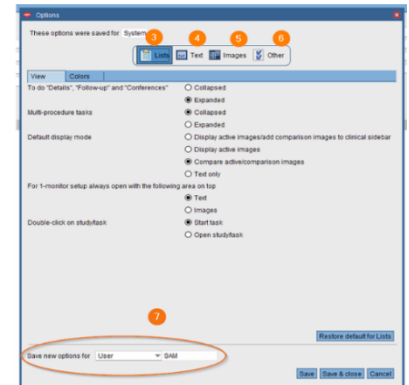 Options
These options were saved for System
3 4 5 6
Lists Text Images Other
View Colors
To do "Details", "Follow-up" and "Conferences" Collapsed
Expanded
Multi-procedure tasks Collapsed
Expanded
Default display mode Display active images/add comparison images to clinical sidebar
Display active images
Compare active/comparison images
Text only
For 1-monitor setup always open with the following area on top
Text
Images
Double-click on study/task Start task
Open study/task
7
Restore default for Lists
Save new options for User SAM
Save Save & close Cancel